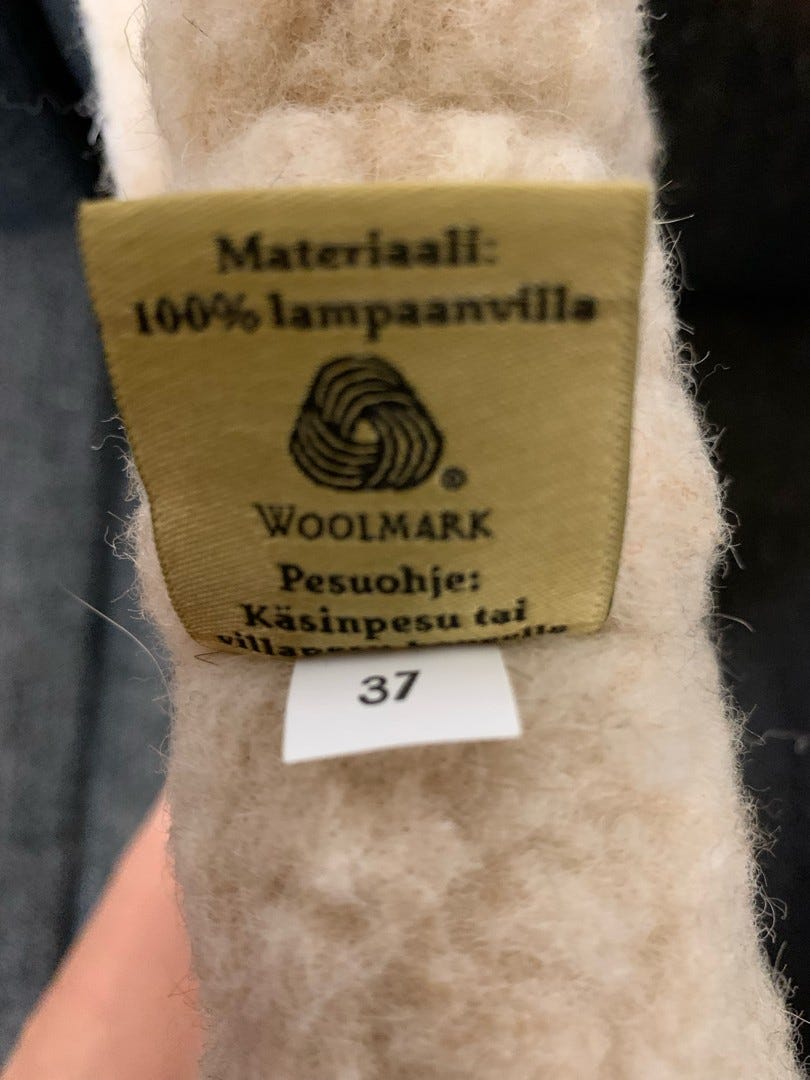 Materiaali:
100% lampaanvilla
®
WOOLMARK
Pesuohje:
Käsinpesu tai
37